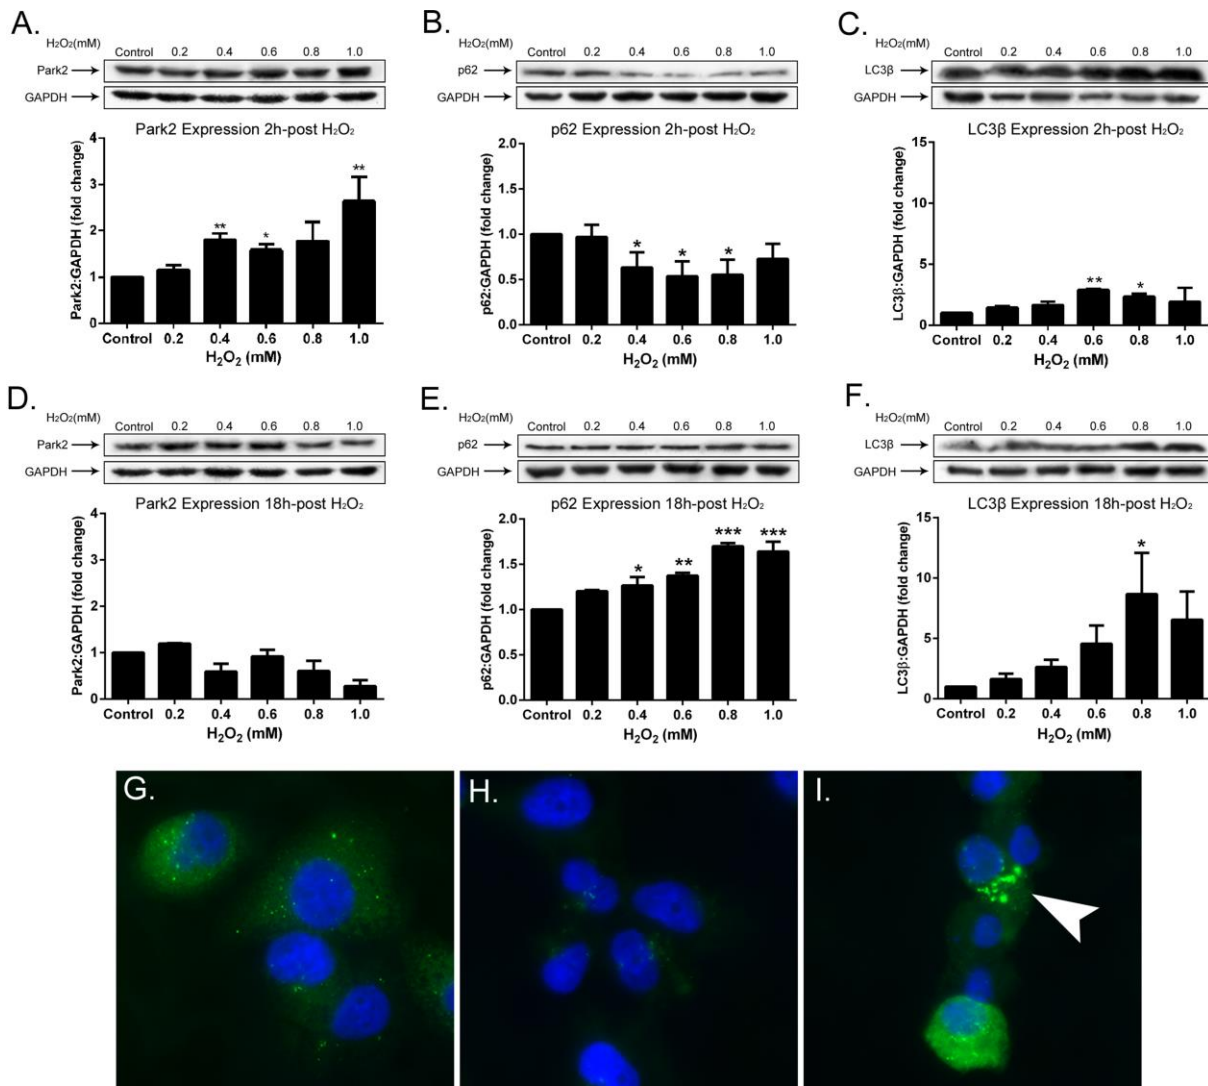 A.
H₂O₂(mM) Control 0.2 0.4 0.6 0.8 1.0
Park2
GAPDH
Park2 Expression 2h-post H₂O₂
Park2:GAPDH (fold change)
4
3
2
1
0
** * **
Control 0.2 0.4 0.6 0.8 1.0
H₂O₂ (mM)
B.
H₂O₂(mM) Control 0.2 0.4 0.6 0.8 1.0
p62
GAPDH
p62 Expression 2h-post H₂O₂
p62:GAPDH (fold change)
2.0
1.5
1.0
0.5
0.0
* * *
Control 0.2 0.4 0.6 0.8 1.0
H₂O₂ (mM)
C.
H₂O₂(mM) Control 0.2 0.4 0.6 0.8 1.0
LC3β
GAPDH
LC3β Expression 2h-post H₂O₂
LC3β:GAPDH (fold change)
15
10
5
0
** *
Control 0.2 0.4 0.6 0.8 1.0
H₂O₂ (mM)
D.
H₂O₂(mM) Control 0.2 0.4 0.6 0.8 1.0
Park2
GAPDH
Park2 Expression 18h-post H₂O₂
Park2:GAPDH (fold change)
4
3
2
1
0
Control 0.2 0.4 0.6 0.8 1.0
H₂O₂ (mM)
E.
H₂O₂(mM) Control 0.2 0.4 0.6 0.8 1.0
p62
GAPDH
p62 Expression 18h-post H₂O₂
p62:GAPDH (fold change)
2.0
1.5
1.0
0.5
0.0
* ** *** ***
Control 0.2 0.4 0.6 0.8 1.0
H₂O₂ (mM)
F.
H₂O₂(mM) Control 0.2 0.4 0.6 0.8 1.0
LC3β
GAPDH
LC3β Expression 18h-post H₂O₂
LC3β:GAPDH (fold change)
15
10
5
0
*
Control 0.2 0.4 0.6 0.8 1.0
H₂O₂ (mM)
G.
H.
I.